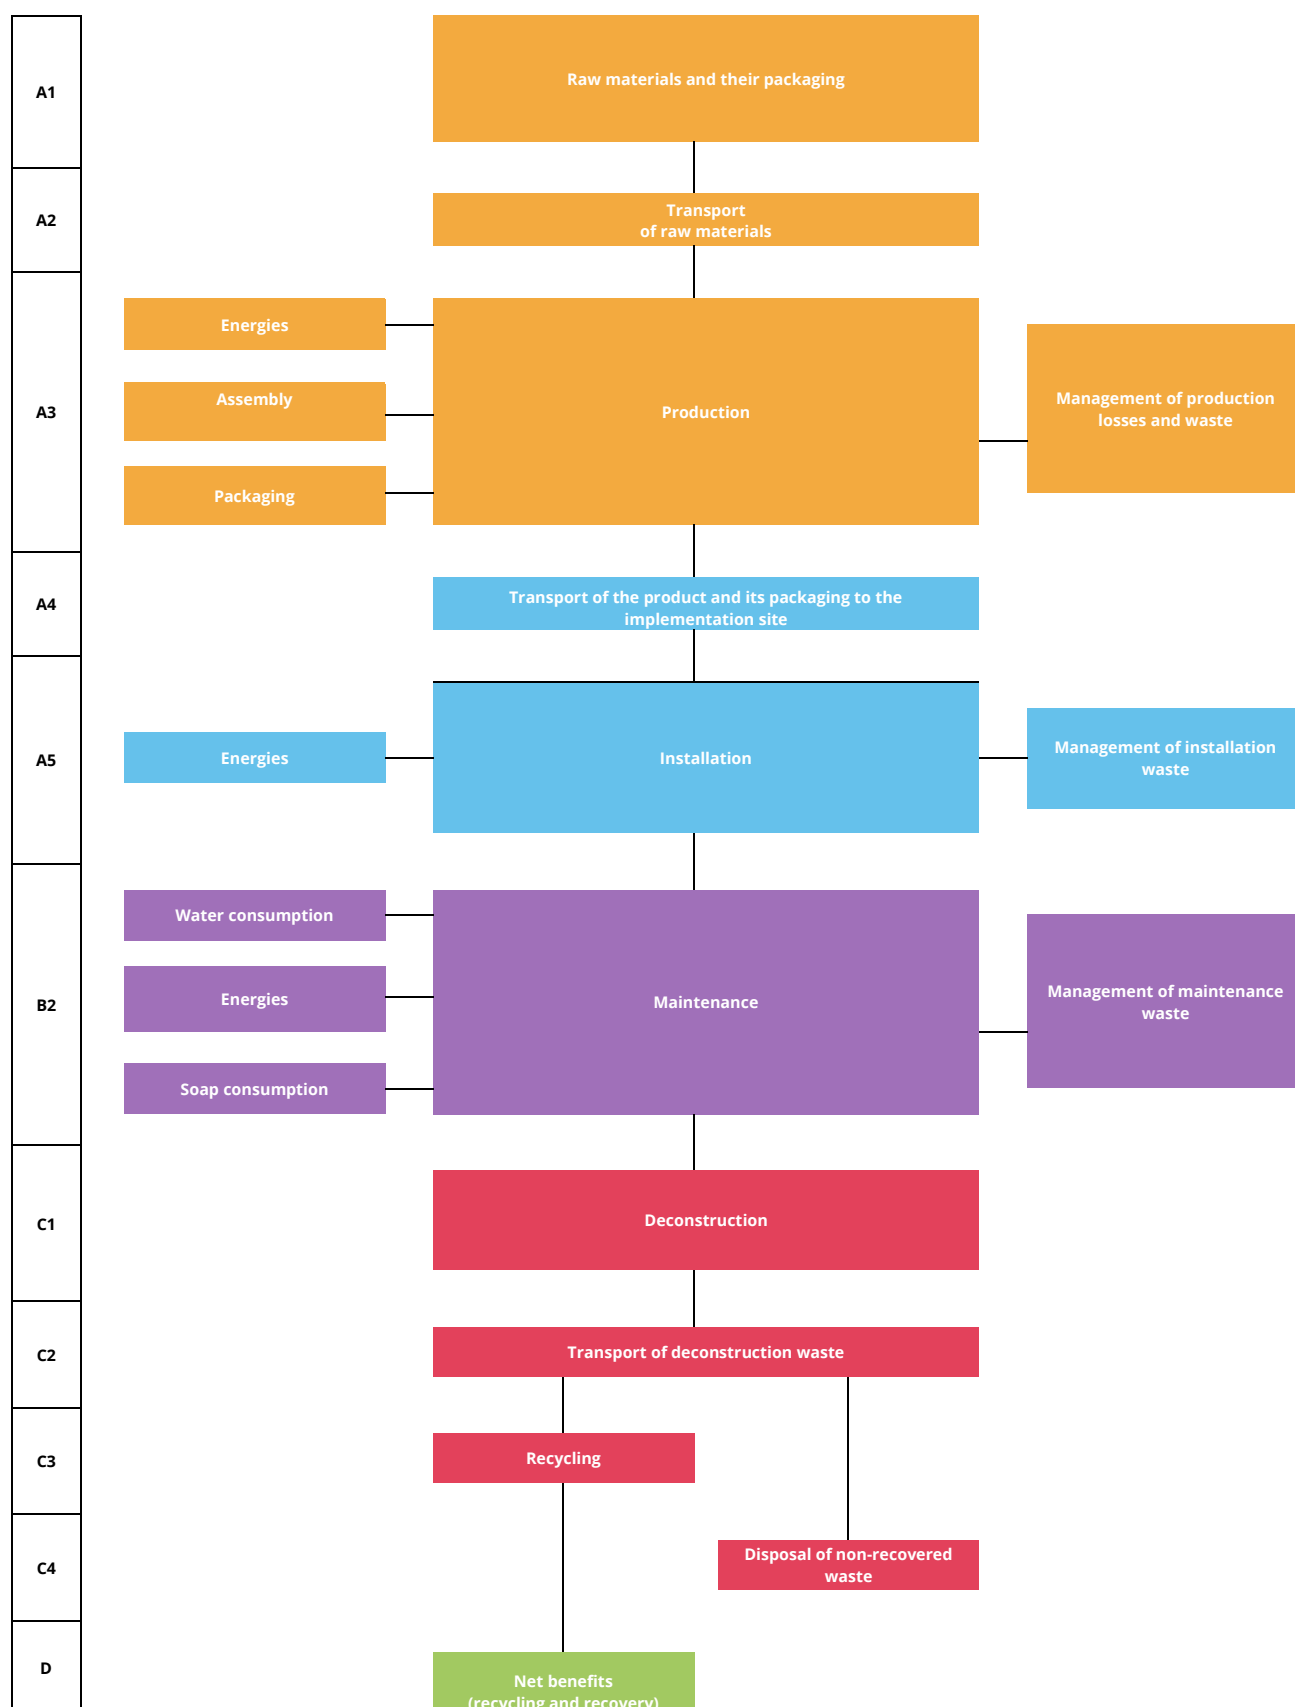 A1
Raw materials and their packaging
A2
Transport
of raw materials
A3
Energies
Assembly
Packaging
Production
Management of production
losses and waste
A4
Transport of the product and its packaging to the
implementation site
A5
Energies
Installation
Management of installation
waste
B2
Water consumption
Energies
Soap consumption
Maintenance
Management of maintenance
waste
C1
Deconstruction
C2
Transport of deconstruction waste
C3
Recycling
C4
Disposal of non-recovered
waste
D
Net benefits
(recycling and recovery)